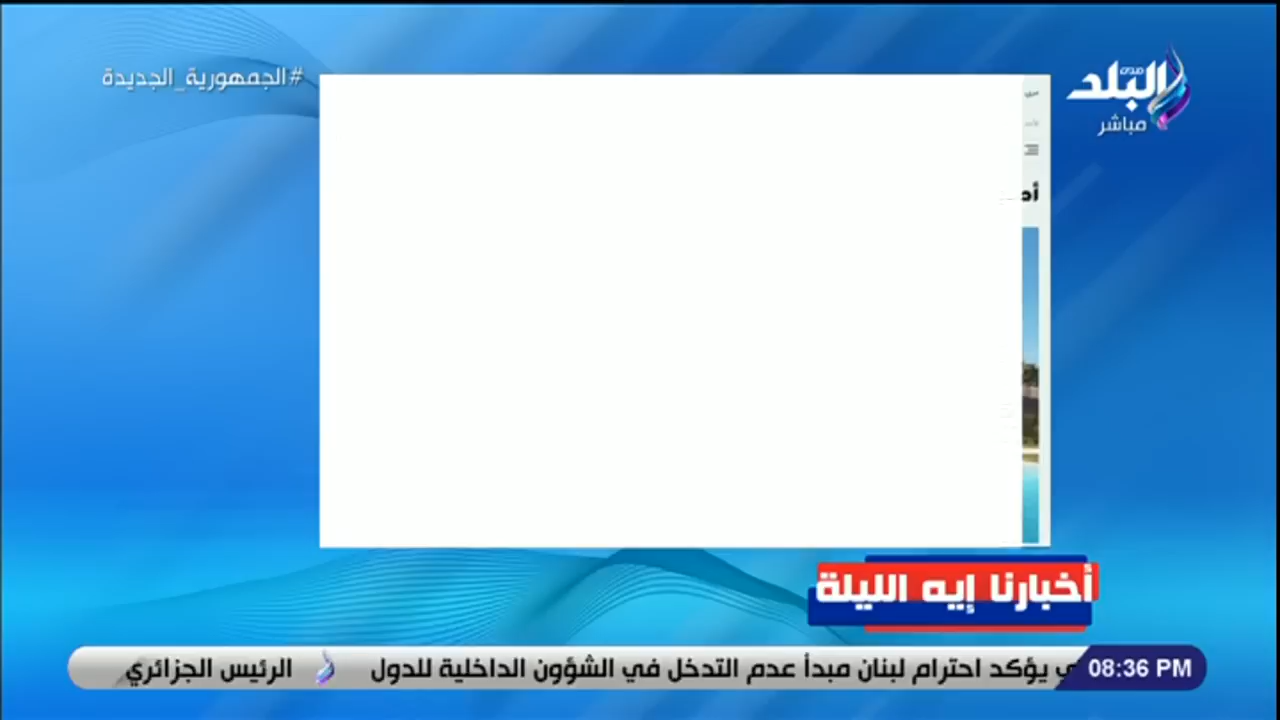 #الجمهورية_الجديدة
صدى البلد
مباشر
أخبارنا إيه الليلة
08:36 PM
ي يؤكد احترام لبنان مبدأ عدم التدخل في الشؤون الداخلية للدول
الرئيس الجزائري